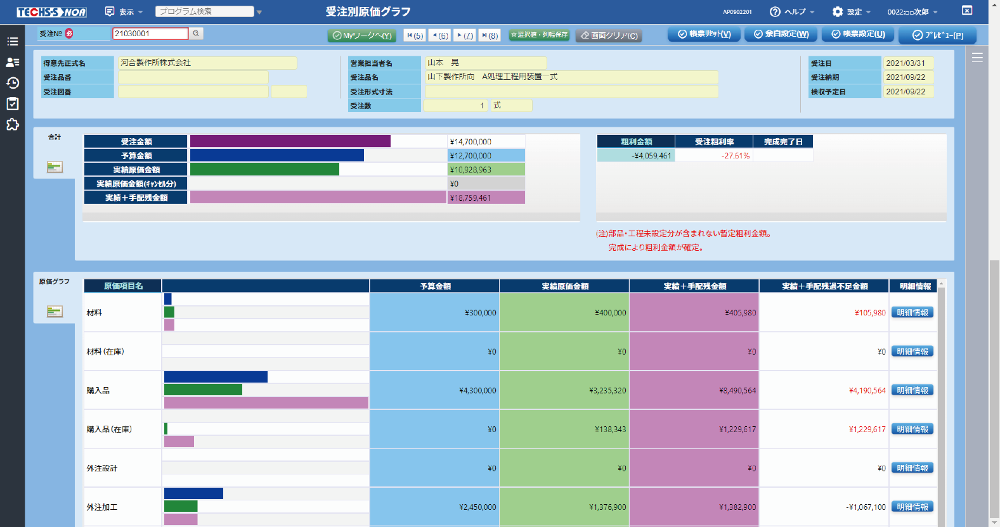 TECHS-S NOA 表示 プログラム検索 受注別原価グラフ AP0902201 ヘルプ 設定 0022:□□次郎
受注№ 必 21030001 Myワークへ(Y) (5) (6) (7) (8) ☆選択値・列幅保存 画面クリア(C) 帳票ﾘｾｯﾄ(V) 余白設定(W) 帳票設定(U) ﾌﾟﾚﾋﾞｭｰ(P)
得意先正式名 河合製作所株式会社 営業担当者名 山本 晃 受注日 2021/03/31
受注品番 受注品名 山下製作所向 A処理工程用装置一式 受注納期 2021/09/22
受注図番 受注形式寸法 検収予定日 2021/09/22
受注数 1 式
合計
受注金額 ¥14,700,000 粗利金額 受注粗利率 完成完了日
予算金額 ¥12,700,000 -¥4,059,461 -27.61%
実績原価金額 ¥10,928,963
実績原価金額(ｷｬﾝｾﾙ分) ¥0
実績＋手配残金額 ¥18,759,461
(注)部品・工程未設定分が含まれない暫定粗利金額。
完成により粗利金額が確定。
原価グラフ
原価項目名 予算金額 実績原価金額 実績＋手配残金額 実績＋手配残過不足金額 明細情報
材料 ¥300,000 ¥400,000 ¥405,980 ¥105,980 明細情報
材料(在庫) ¥0 ¥0 ¥0 ¥0 明細情報
購入品 ¥4,300,000 ¥3,235,320 ¥8,490,564 ¥4,190,564 明細情報
購入品(在庫) ¥0 ¥138,343 ¥1,229,617 ¥1,229,617 明細情報
外注設計 ¥0 ¥0 ¥0 ¥0 明細情報
外注加工 ¥2,450,000 ¥1,376,900 ¥1,382,900 -¥1,067,100 明細情報